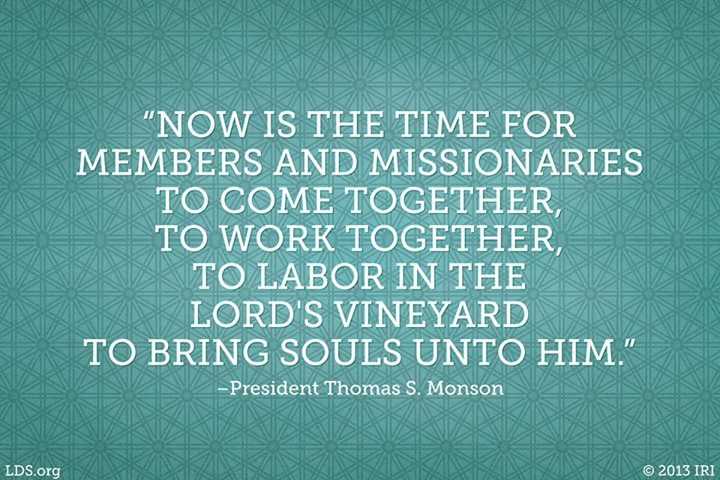 “NOW IS THE TIME FOR
MEMBERS AND MISSIONARIES
TO COME TOGETHER,
TO WORK TOGETHER,
TO LABOR IN THE
LORD'S VINEYARD
TO BRING SOULS UNTO HIM.”
–President Thomas S. Monson
LDS.org
© 2013 IRI